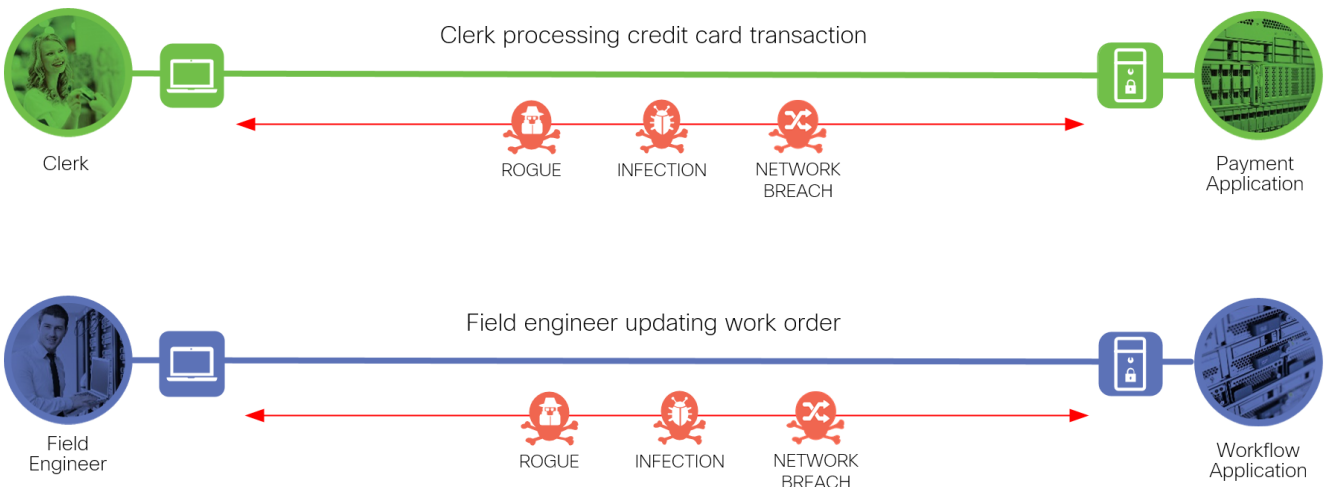 Clerk processing credit card transaction
ROGUE
INFECTION
NETWORK
BREACH
Clerk
Payment
Application
Field engineer updating work order
ROGUE
INFECTION
NETWORK
BREACH
Field
Engineer
Workflow
Application